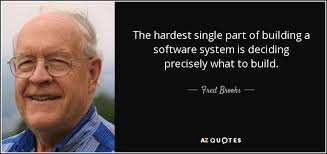 The hardest single part of building a
software system is deciding
precisely what to build.
Fred Brooks
AZ QUOTES